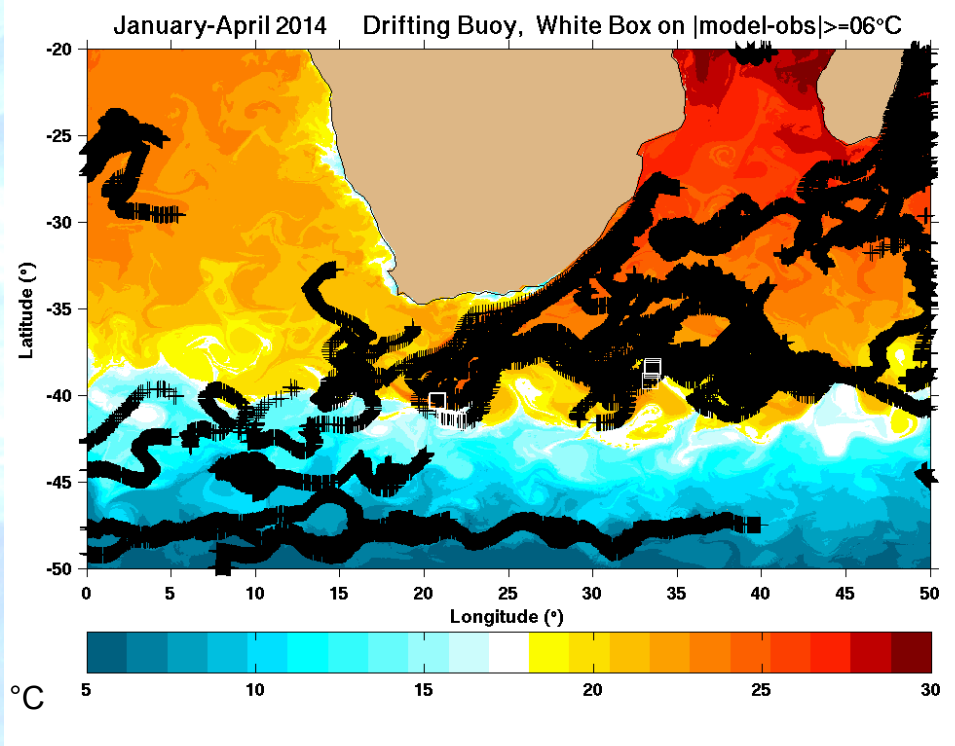 January-April 2014 Drifting Buoy, White Box on |model-obs|>=06°C
-20
-25
-30
-35
-40
-45
-50
Latitude (°)
0 5 10 15 20 25 30 35 40 45 50
Longitude (°)
5 10 15 20 25 30
°C